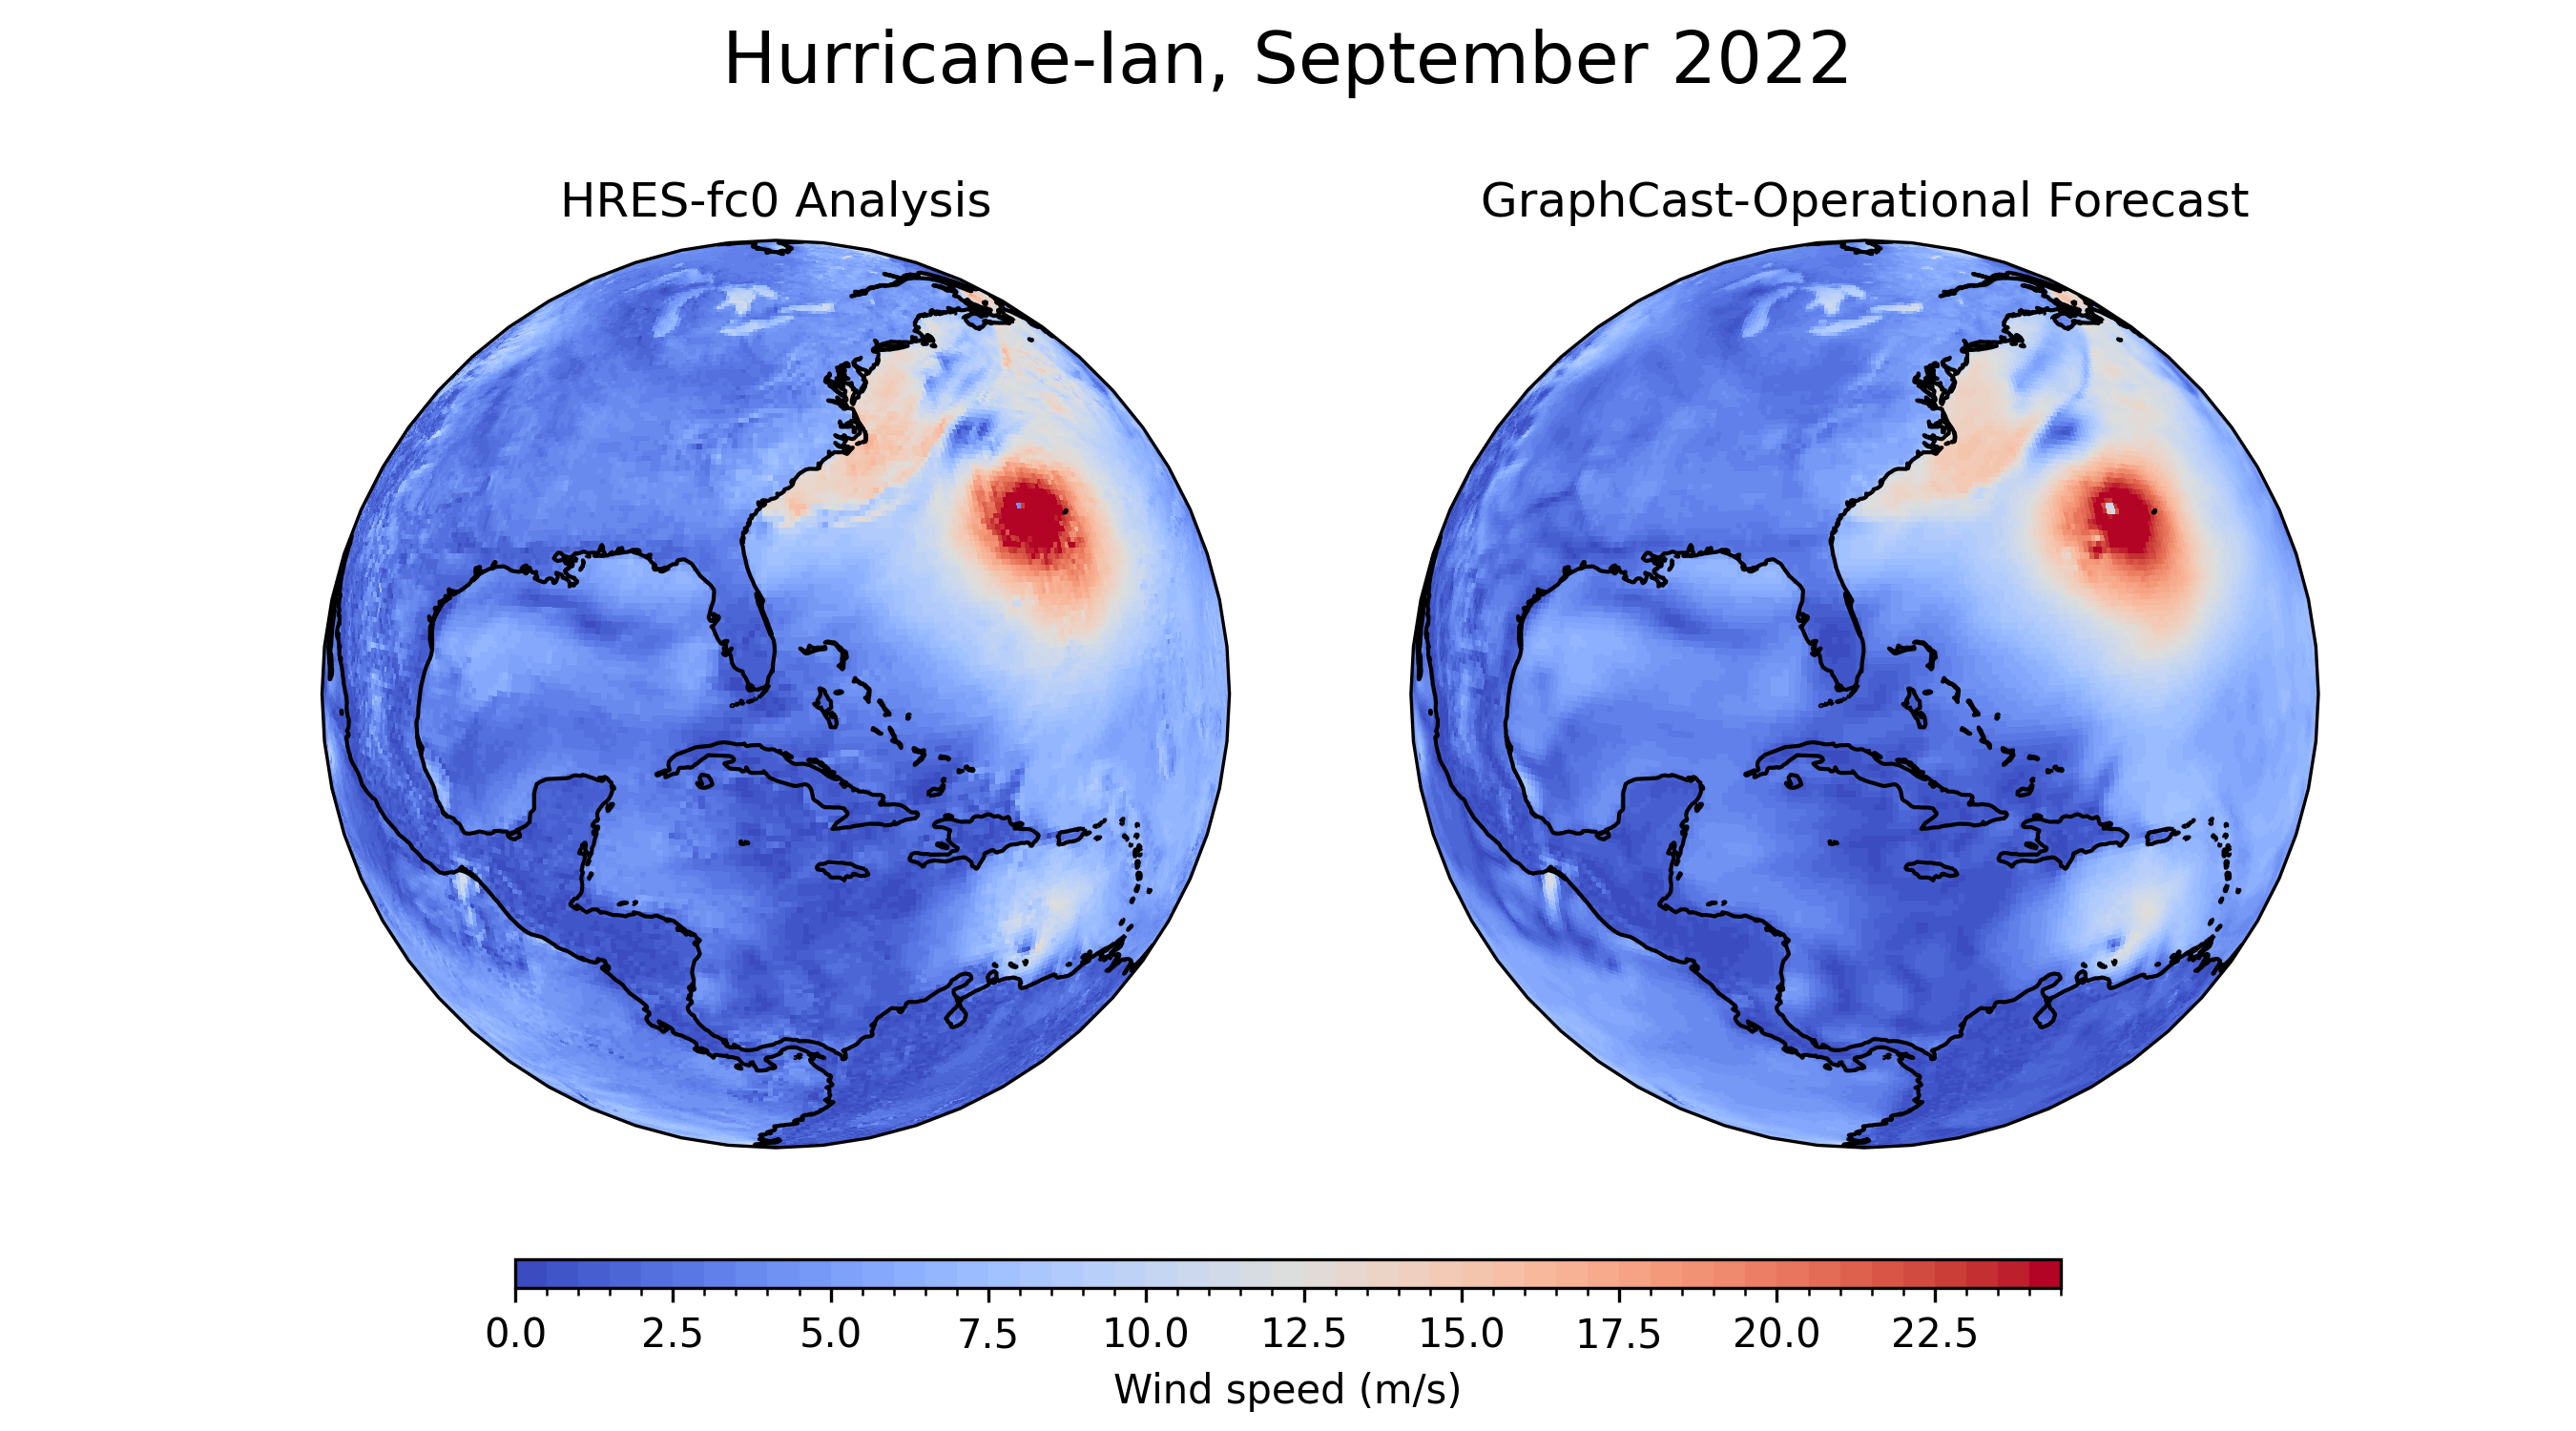 Hurricane-Ian, September 2022
HRES-fc0 Analysis
GraphCast-Operational Forecast
0.0 2.5 5.0 7.5 10.0 12.5 15.0 17.5 20.0 22.5
Wind speed (m/s)